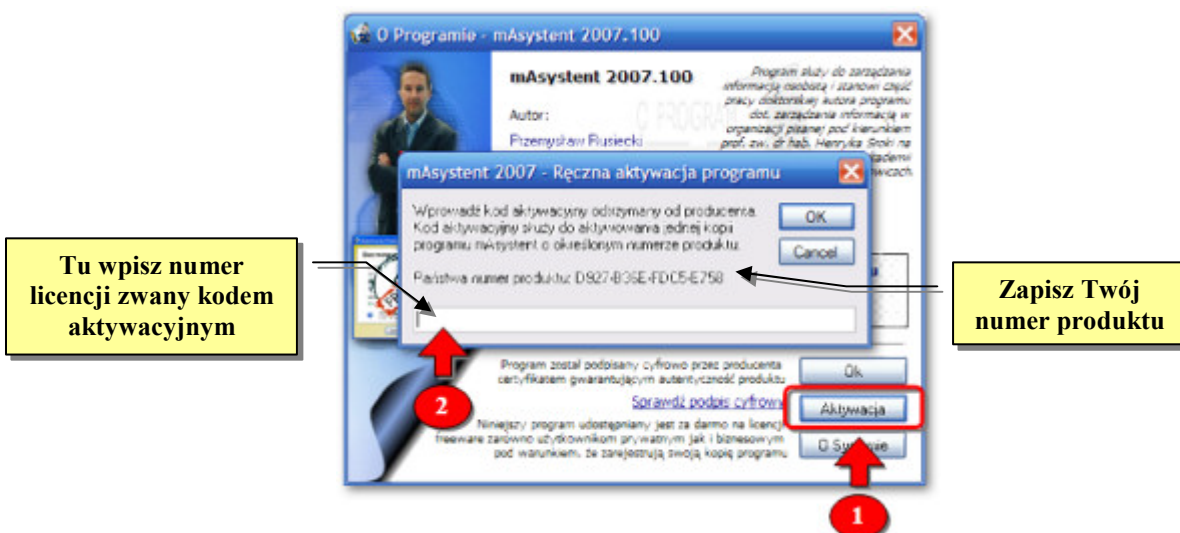 O Programie - mAsystent 2007.100
mAsystent 2007.100
Autor:
Przemysław Rusiecki
Program służy do zarządzania
informacją osobistą i stanowi część
pracy doktorskiej autora programu
dot. zarządzania informacją w
organizacji pisanej pod kierunkiem
prof. zw. dr hab. Henryka Sroki na
mAsystent 2007 - Ręczna aktywacja programu
Wprowadź kod aktywacyjny otrzymany od producenta.
Kod aktywacyjny służy do aktywowania jednej kopii
programu mAsystent o określonym numerze produktu.
Państwa numer produktu: D927-B36E-FDC5-E758
OK
Cancel
Tu wpisz numer
licencji zwany kodem
aktywacyjnym
Zapisz Twój
numer produktu
Program został podpisany cyfrowo przez producenta
certyfikatem gwarantującym autentyczność produktu
Sprawdź podpis cyfrowy
Niniejszy program udostępniany jest za darmo na licencji
freeware zarówno użytkownikom prywatnym jak i biznesowym
pod warunkiem, że zarejestrują swoją kopię programu
Ok
Aktywacja
O Systemie
2
1